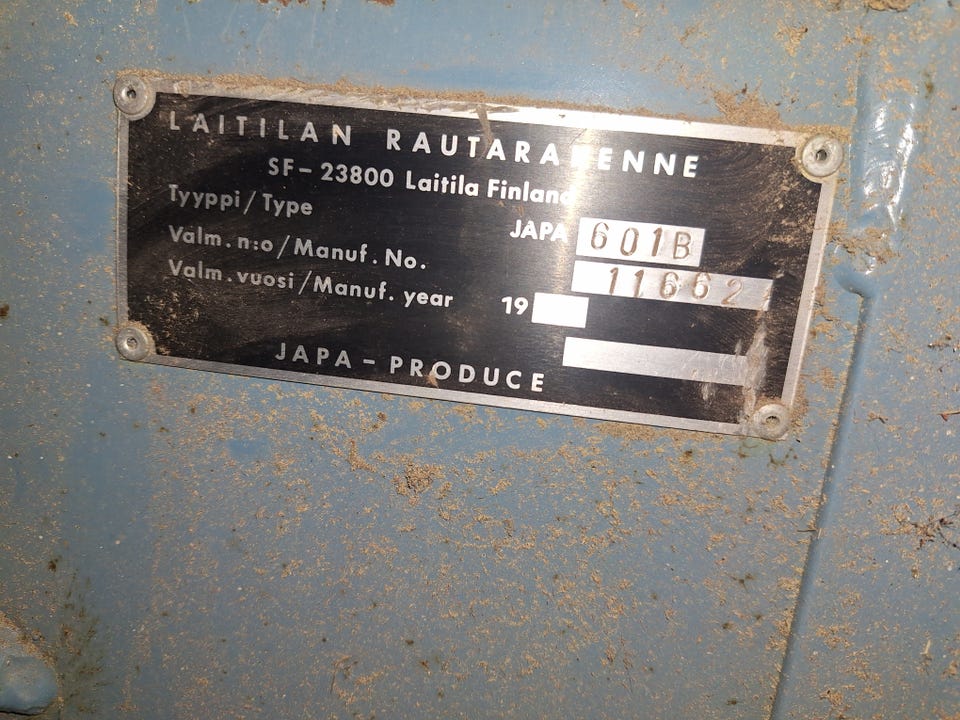 LAITILAN RAUTARAKENNE
SF-23800 Laitila Finland
Tyyppi/Type JAPA 601B
Valm. n:o/Manuf. No. 11662
Valm. vuosi/Manuf. year 19
JAPA-PRODUCE